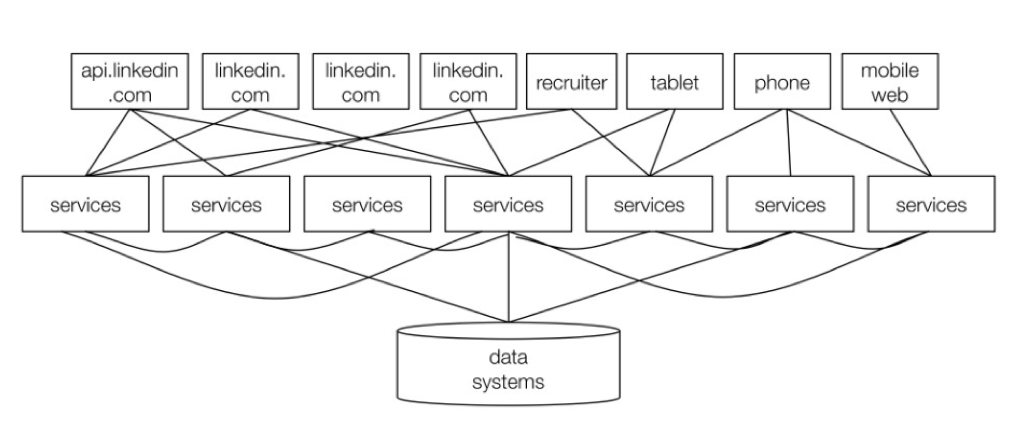 api.linkedin
.com
linkedin.
com
linkedin.
com
linkedin.
com
recruiter
tablet
phone
mobile
web
services
services
services
services
services
services
services
data
systems